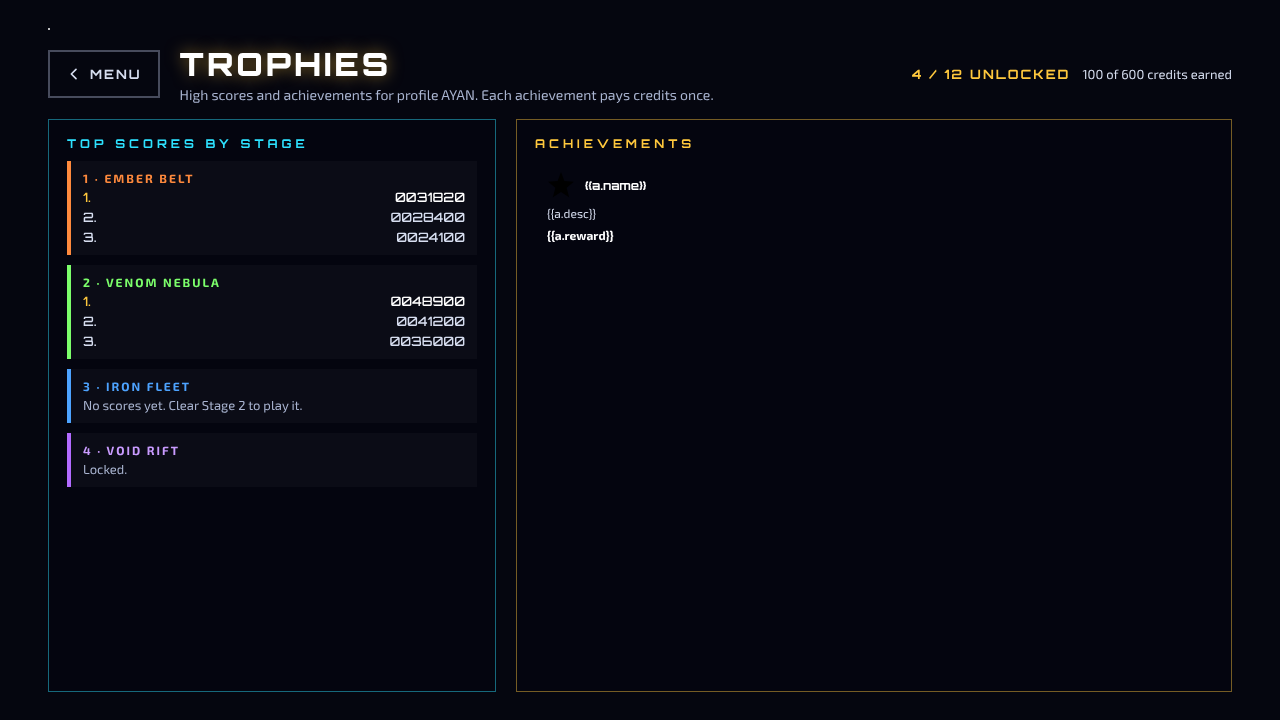 MENU
TROPHIES
High scores and achievements for profile AYAN. Each achievement pays credits once.
4 / 12 UNLOCKED 100 of 600 credits earned
TOP SCORES BY STAGE
1 · EMBER BELT
1. 0031820
2. 0028400
3. 0024100
2 · VENOM NEBULA
1. 0048900
2. 0041200
3. 0036000
3 · IRON FLEET
No scores yet. Clear Stage 2 to play it.
4 · VOID RIFT
Locked.
ACHIEVEMENTS
{{a.name}}
{{a.desc}}
{{a.reward}}